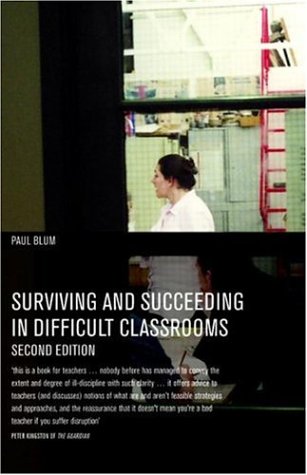 PAUL BLUM
SURVIVING AND SUCCEEDING
IN DIFFICULT CLASSROOMS
SECOND EDITION
'this is a book for teachers ... nobody before has managed to convey the
extent and degree of ill-discipline with such clarity ... it offers advice to
teachers (and discusses) notions of what are and aren't feasible strategies
and approaches, and the reassurance that it doesn't mean you're a bad
teacher if you suffer disruption'
PETER KINGSTON OF THE GUARDIAN